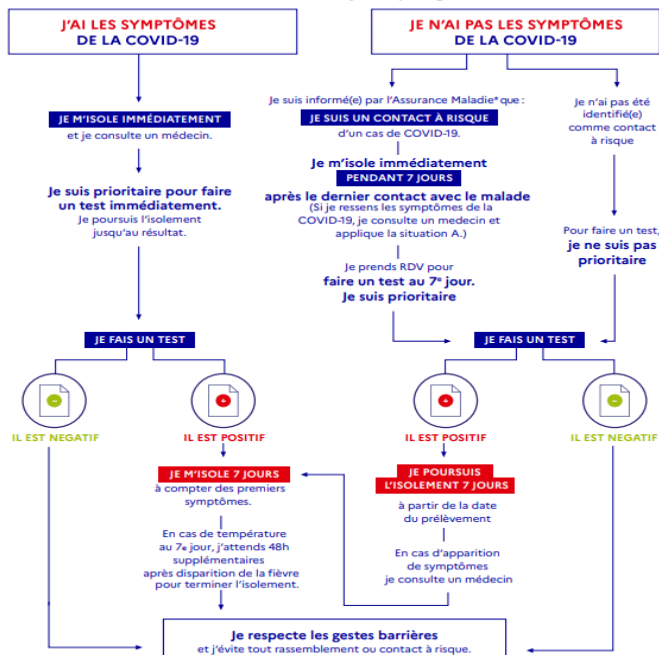 J'AI LES SYMPTÔMES
DE LA COVID-19
JE M'ISOLE IMMÉDIATEMENT
et je consulte un médecin.
Je suis prioritaire pour faire
un test immédiatement.
Je poursuis l'isolement
jusqu'au résultat.
JE FAIS UN TEST
IL EST NEGATIF
IL EST POSITIF
JE M'ISOLE 7 JOURS
à compter des premiers
symptômes.
En cas de température
au 7e jour, j'attends 48h
supplémentaires
après disparition de la fièvre
pour terminer l'isolement.
JE N'AI PAS LES SYMPTÔMES
DE LA COVID-19
Je suis informé(e) par l'Assurance Maladie* que :
JE SUIS UN CONTACT À RISQUE
d'un cas de COVID-19.
Je m'isole immédiatement
PENDANT 7 JOURS
après le dernier contact avec le malade
(Si je ressens les symptômes de la
COVID-19, je consulte un medecin et
applique la situation A.)
Je prends RDV pour
faire un test au 7e jour.
Je suis prioritaire
Je n'ai pas été
identifié(e)
comme contact
à risque
Pour faire un test,
je ne suis pas
prioritaire
JE FAIS UN TEST
IL EST POSITIF
IL EST NEGATIF
JE POURSUIS
L'ISOLEMENT 7 JOURS
à partir de la date
du prélèvement
En cas d'apparition
de symptômes
je consulte un médecin
Je respecte les gestes barrières
et j'évite tout rassemblement ou contact à risque.